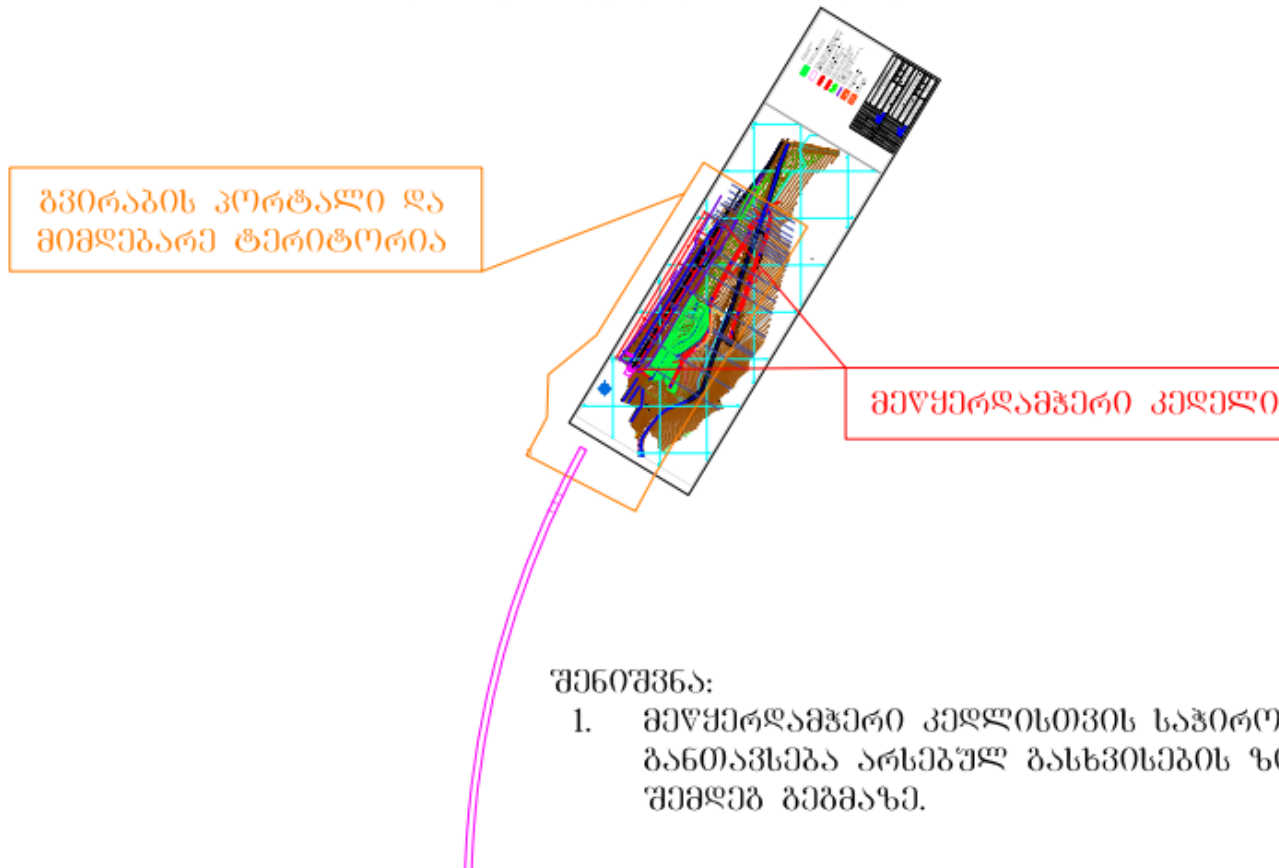 გვირაბის პორტალი და
მიმდებარე ტერიტორია
მეწყერდამჭერი კედელი
შენიშვნა:
1. მეწყერდამჭერი კედლისთვის საჭირო
განთავსება არსებულ გასხვისების
შემდეგ გეგმაზე.